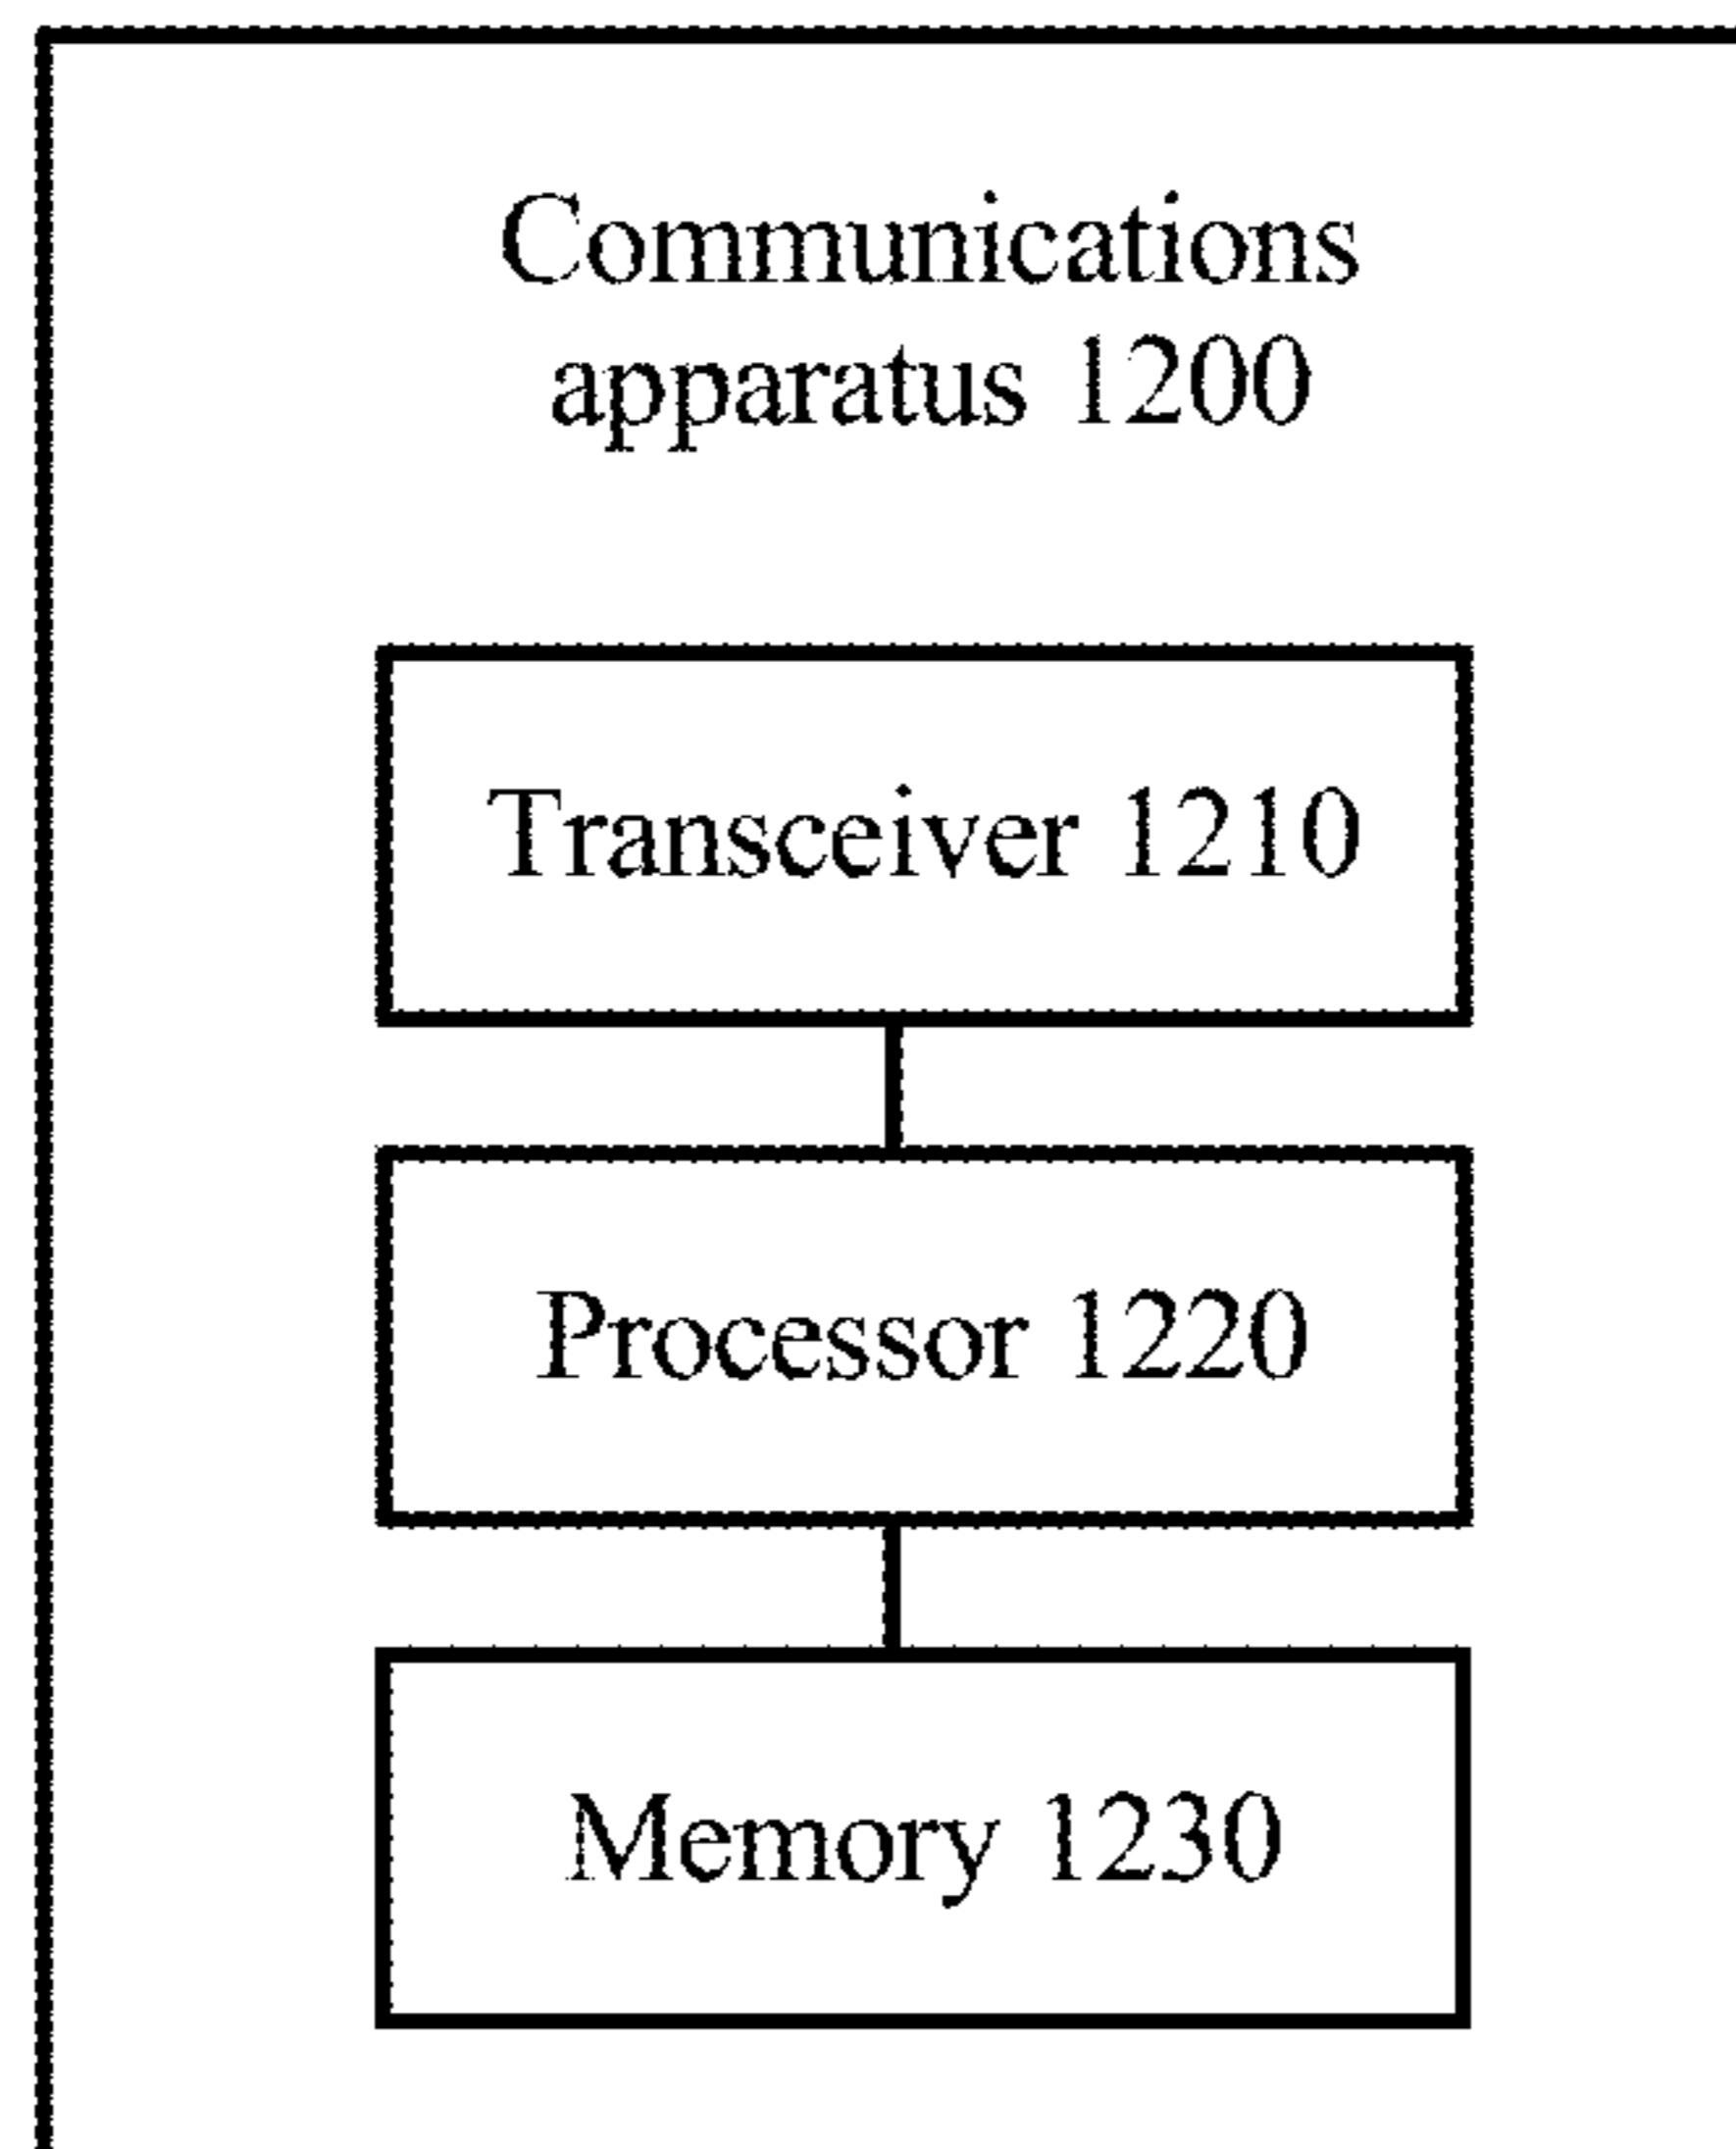 Communications
apparatus 1200
Transceiver 1210
Processor 1220
Memory 1230